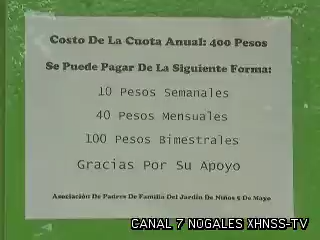 Costo De La Cuota Anual: 400 Pesos
Se Puede Pagar De La Siguiente Forma:
10 Pesos Semanales
40 Pesos Mensuales
100 Pesos Bimestrales
Gracias Por Su Apoyo
Asociación De Padres De Familia Del Jardin De Niños 5 De Mayo
CANAL 7 NOGALES XHNSS-TV